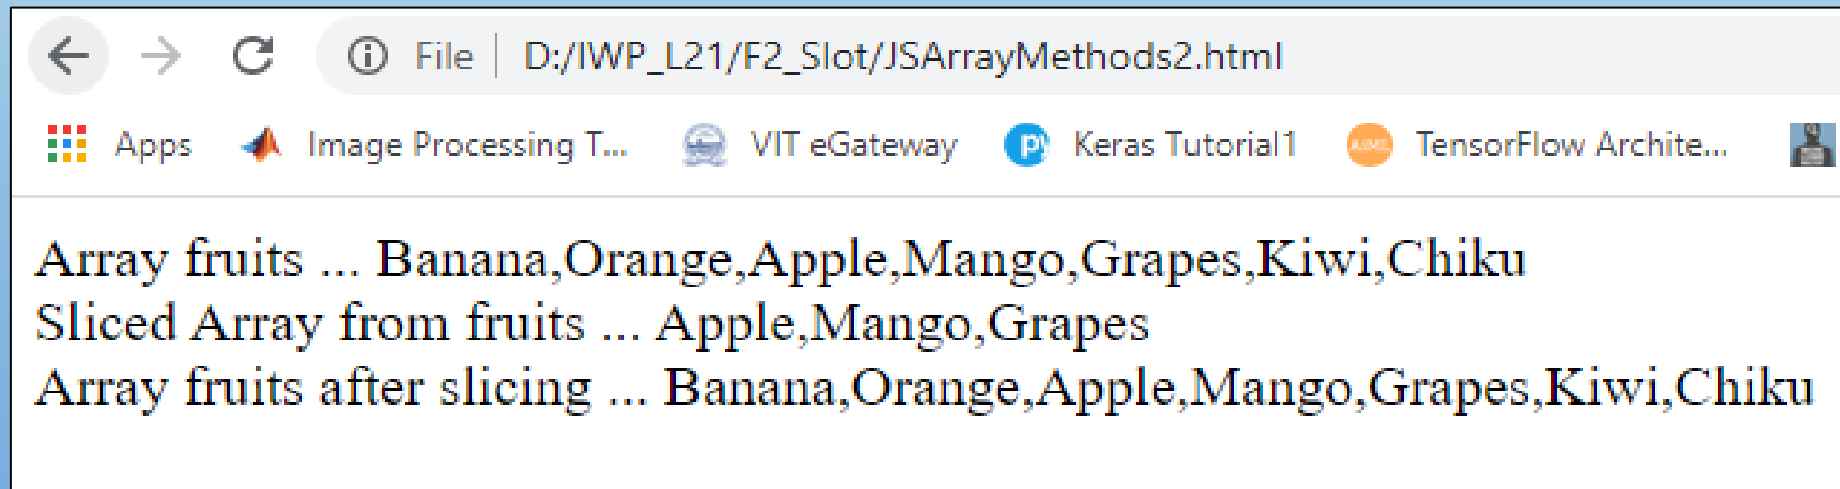 File D:/IWP_L21/F2_Slot/JSArrayMethods2.html
Apps Image Processing T... VIT eGateway Keras Tutorial1 TensorFlow Archite...
Array fruits ... Banana,Orange,Apple,Mango,Grapes,Kiwi,Chiku
Sliced Array from fruits ... Apple,Mango,Grapes
Array fruits after slicing ... Banana,Orange,Apple,Mango,Grapes,Kiwi,Chiku